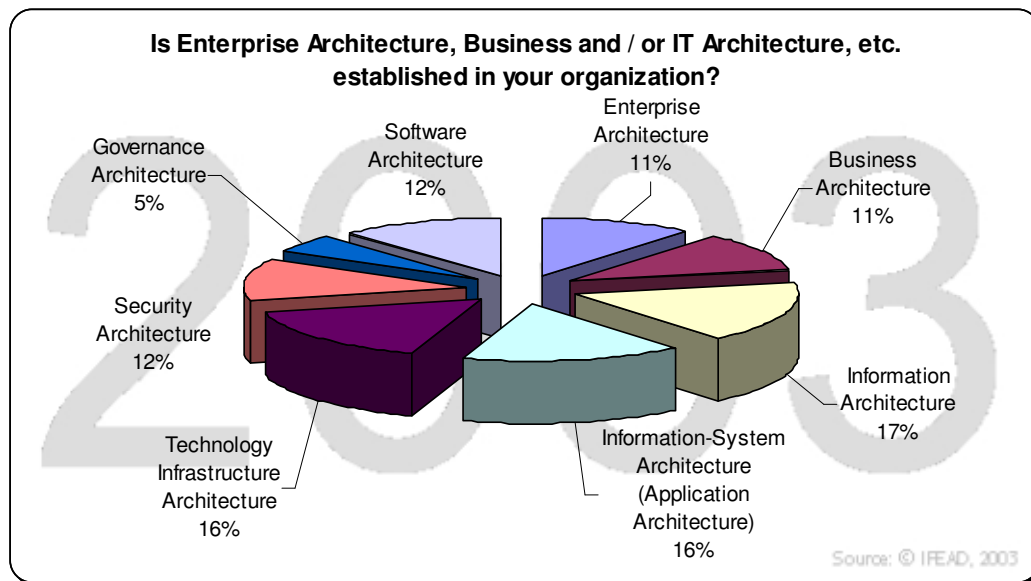 Is Enterprise Architecture, Business and / or IT Architecture, etc.
established in your organization?
Enterprise
Architecture
11%
Business
Architecture
11%
Information
Architecture
17%
Information-System
Architecture
(Application
Architecture)
16%
Technology
Infrastructure
Architecture
16%
Security
Architecture
12%
Governance
Architecture
5%
Software
Architecture
12%
2003
Source: © IFEAD, 2003